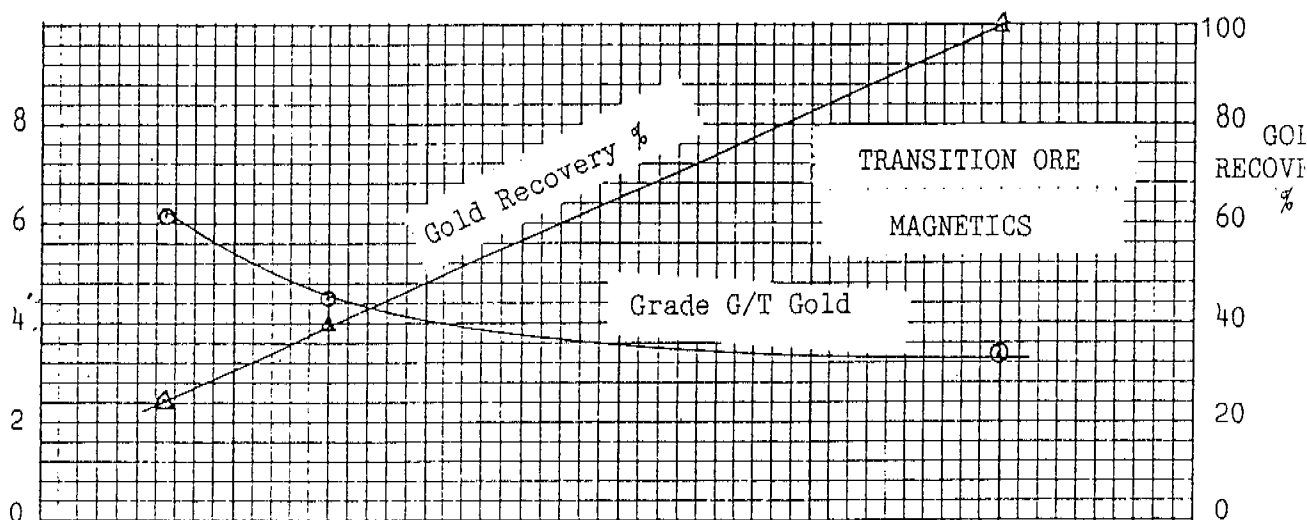 100
8
80
GOL
RECOVE
%
TRANSITION ORE
MAGNETICS
Gold Recovery %
6
60
Grade G/T Gold
4
40
2
20
0
0